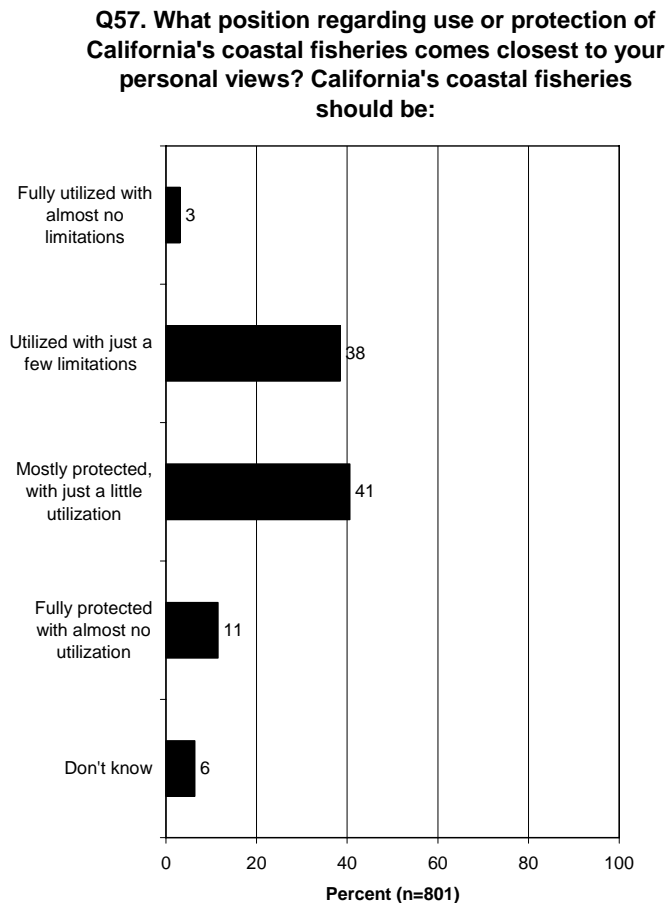 Q57. What position regarding use or protection of
California's coastal fisheries comes closest to your
personal views? California's coastal fisheries
should be:
Fully utilized with
almost no
limitations
3
Utilized with just a
few limitations
38
Mostly protected,
with just a little
utilization
41
Fully protected
with almost no
utilization
11
Don't know
6
0 20 40 60 80 100
Percent (n=801)